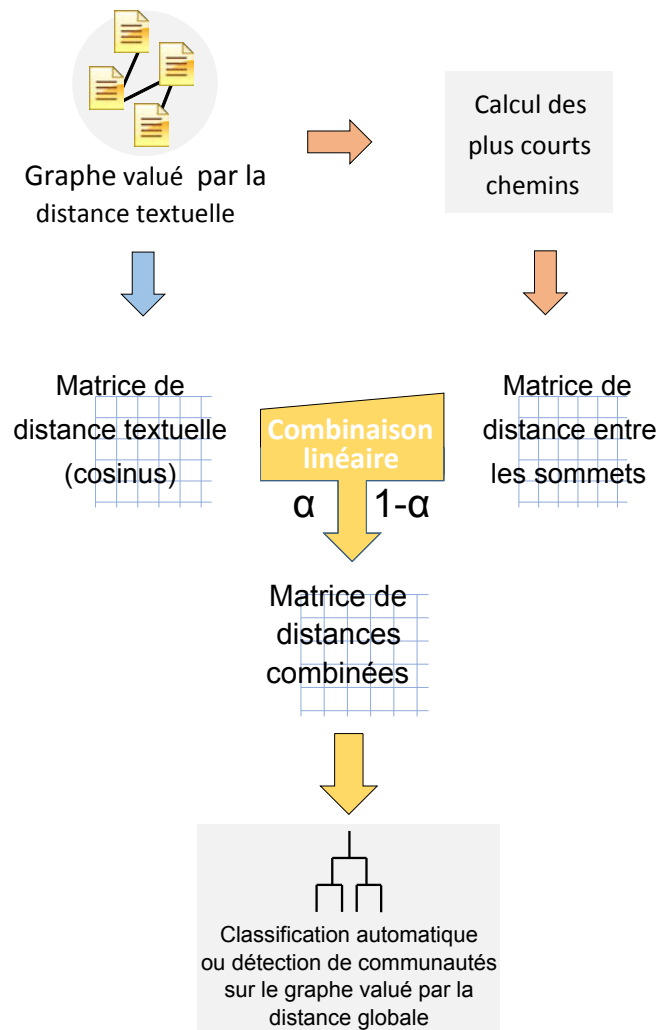 Graphe valué par la
distance textuelle
Calcul des
plus courts
chemins
Matrice de
distance textuelle
(cosinus)
Combinaison
linéaire
α 1-α
Matrice de
distance entre
les sommets
Matrice de
distances
combinées
Classification automatique
ou détection de communautés
sur le graphe valué par la
distance globale